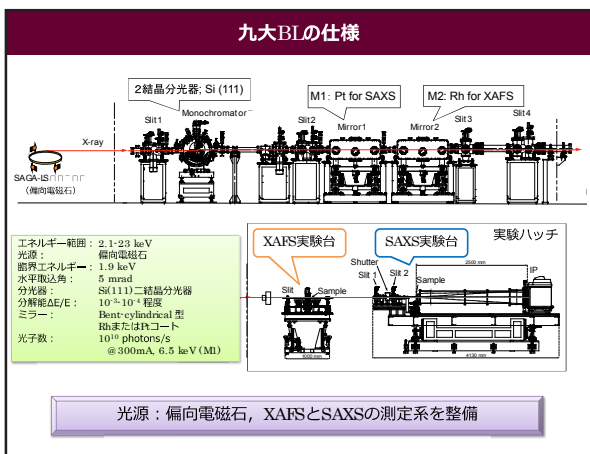 九大BLの仕様
2結晶分光器; Si (111)
M1: Pt for SAXS
M2: Rh for XAFS
Slit1
Monochromator
Slit2
Mirror1
Mirror2
Slit3
Slit4
X-ray
SAGA-LS
(偏向電磁石)
エネルギー範囲: 2.1-23 keV
光源: 偏向電磁石
臨界エネルギー: 1.9 keV
水平取込角: 5 mrad
分光器: Si(111)二結晶分光器
分解能ΔE/E: 10⁻³-10⁻⁴ 程度
ミラー: Bent-cylindrical 型
RhまたはPtコート
光子数: 10¹⁰ photons/s
@300mA, 6.5 keV (M1)
XAFS実験台
SAXS実験台
実験ハッチ
Shutter
Slit 1
Slit 2
Sample
2500 mm
IP
Slit
Sample
1000 mm
4130 mm
光源：偏向電磁石，XAFSとSAXSの測定系を整備